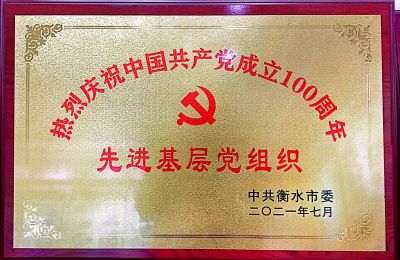 热烈庆祝中国共产党成立100周年
先进基层党组织
中共衡水市委
二〇二一年七月